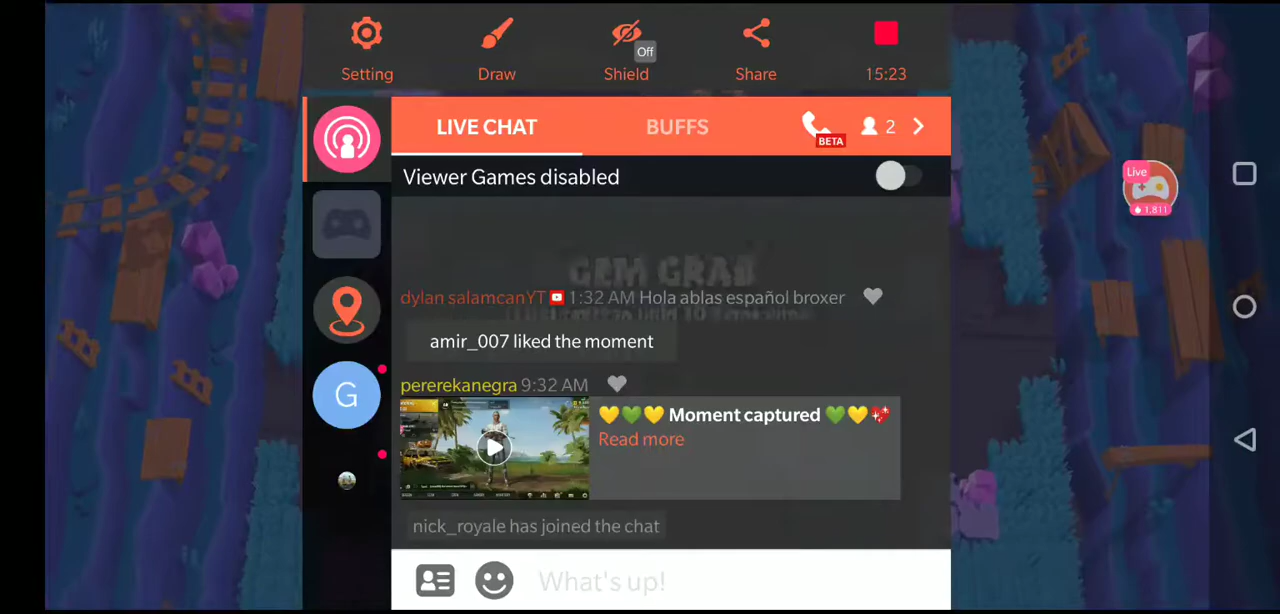 Setting Draw Shield Off Share 15:23
LIVE CHAT BUFFS BETA 2
Viewer Games disabled
Live
1,811
GEM GRAB
dylan salamcanYT 1:32 AM Hola ablas español broxer
amir_007 liked the moment
pererekanegra 9:32 AM
💛💚💛 Moment captured 💚💛💖
Read more
G
nick_royale has joined the chat
What's up!